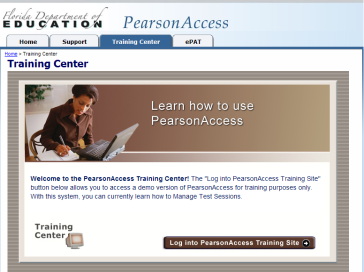 Florida Department of
EDUCATION
PearsonAccess
Home
Support
Training Center
ePAT
Home > Training Center
Training Center
Learn how to use
PearsonAccess
Welcome to the PearsonAccess Training Center! The "Log into PearsonAccess Training Site"
button below allows you to access a demo version of PearsonAccess for training purposes only.
With this system, you can currently learn how to Manage Test Sessions.
Training
Center
Log into PearsonAccess Training Site